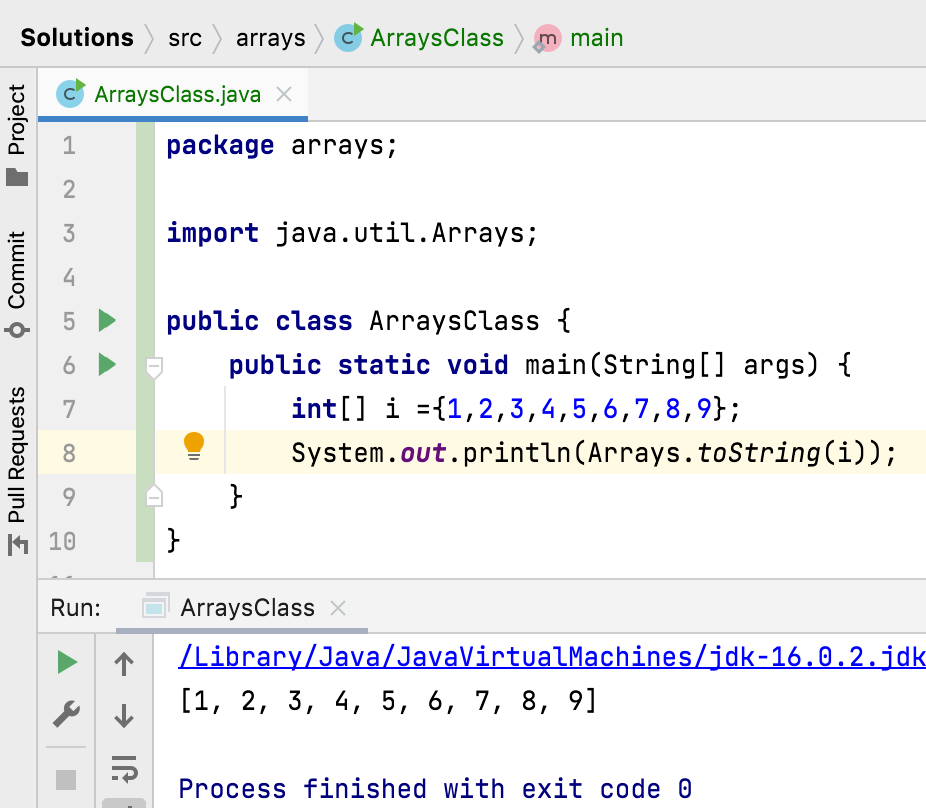 Solutions src arrays C ArraysClass m main
C ArraysClass.java
Project
Commit
Pull Requests
1 package arrays;
2
3 import java.util.Arrays;
4
5 public class ArraysClass {
6 public static void main(String[] args) {
7 int[] i ={1,2,3,4,5,6,7,8,9};
8 System.out.println(Arrays.toString(i));
9 }
10 }
Run: ArraysClass
/Library/Java/JavaVirtualMachines/jdk-16.0.2.jdk
[1, 2, 3, 4, 5, 6, 7, 8, 9]
Process finished with exit code 0